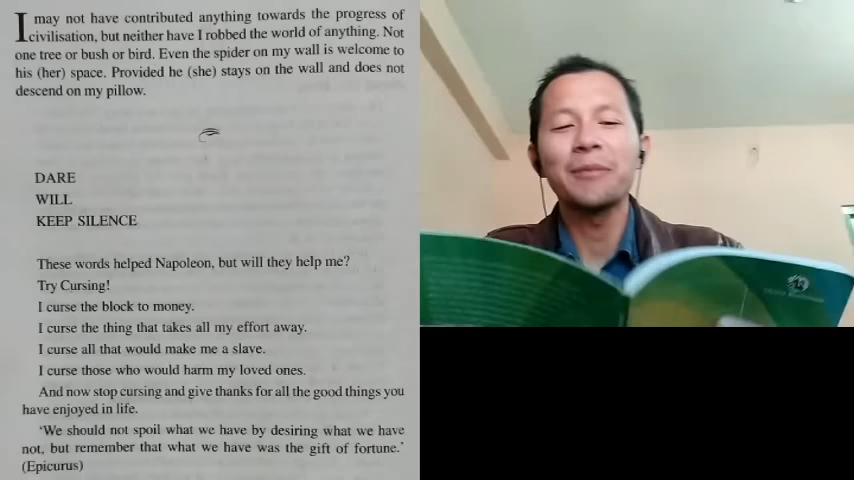 I may not have contributed anything towards the progress of
civilisation, but neither have I robbed the world of anything. Not
one tree or bush or bird. Even the spider on my wall is welcome to
his (her) space. Provided he (she) stays on the wall and does not
descend on my pillow.
DARE
WILL
KEEP SILENCE
These words helped Napoleon, but will they help me?
Try Cursing!
I curse the block to money.
I curse the thing that takes all my effort away.
I curse all that would make me a slave.
I curse those who would harm my loved ones.
And now stop cursing and give thanks for all the good things you
have enjoyed in life.
‘We should not spoil what we have by desiring what we have
not, but remember that what we have was the gift of fortune.’
(Epicurus)